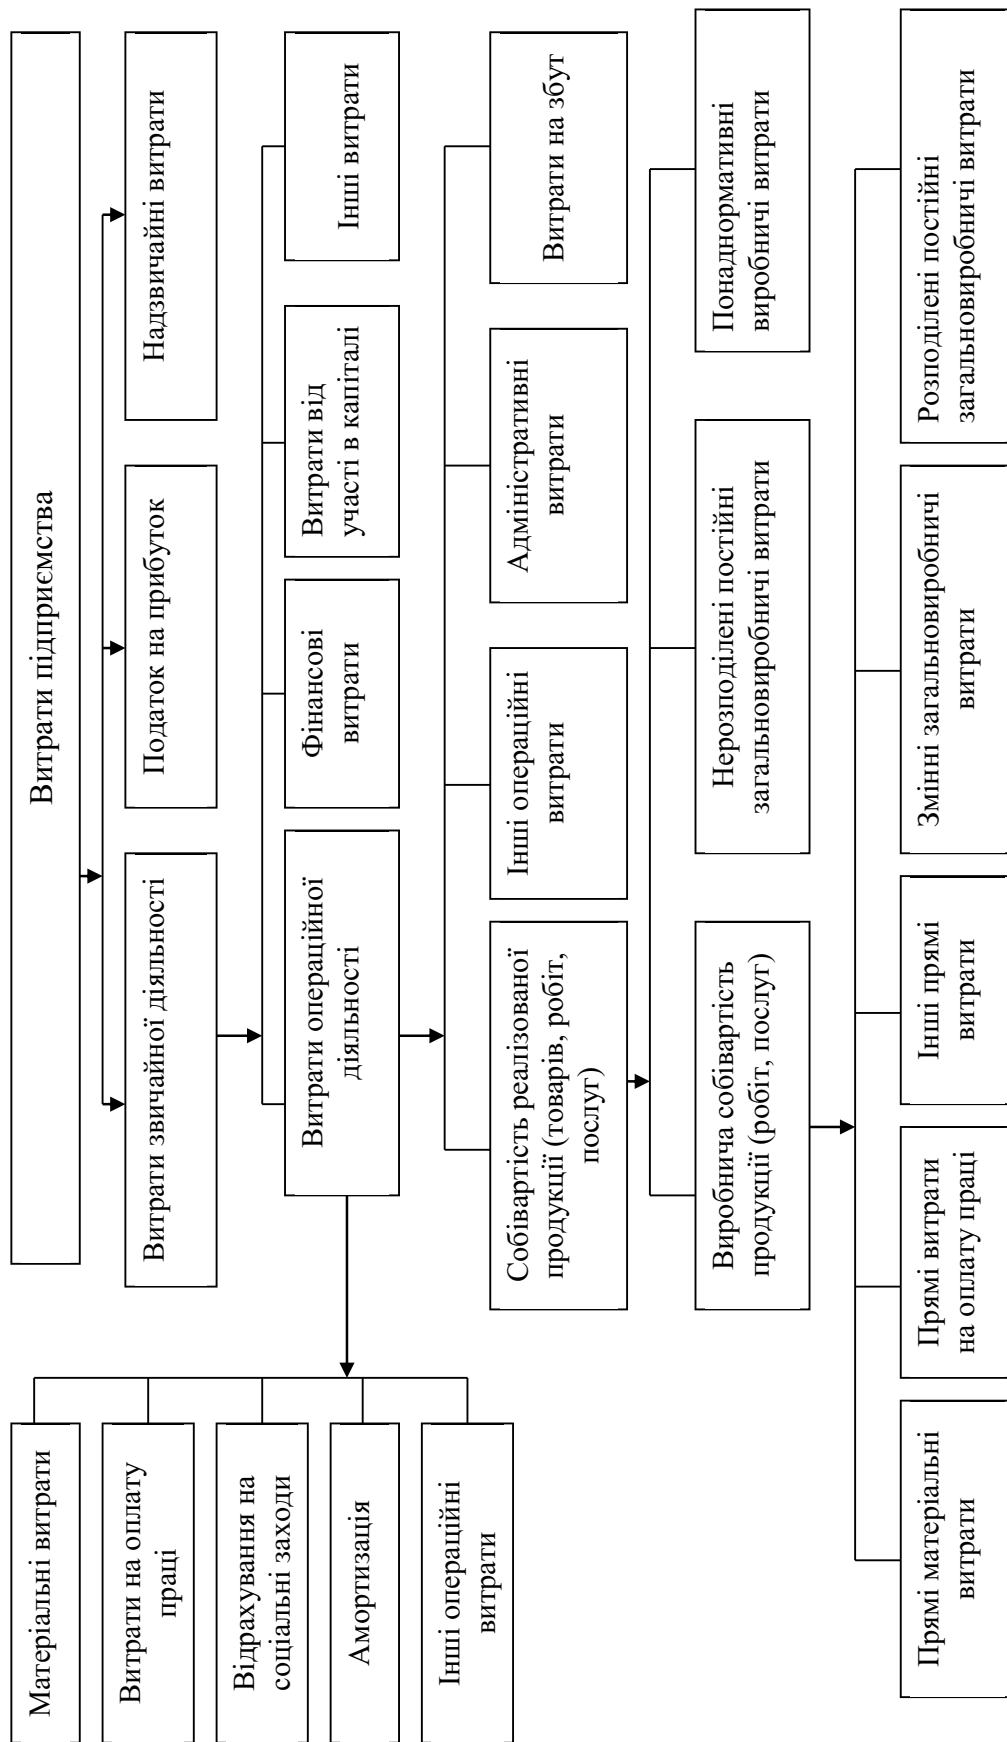 Витрати підприємства
Витрати звичайної діяльності
Податок на прибуток
Надзвичайні витрати
Витрати операційної
діяльності
Фінансові
витрати
Витрати від
участі в капіталі
Інші витрати
Матеріальні витрати
Витрати на оплату
праці
Відрахування на
соціальні заходи
Амортизація
Інші операційні
витрати
Собівартість реалізованої
продукції (товарів, робіт,
послуг)
Інші операційні
витрати
Адміністративні
витрати
Витрати на збут
Виробнича собівартість
продукції (робіт, послуг)
Нерозподілені постійні
загальновиробничі витрати
Понаднормативні
виробничі витрати
Прямі матеріальні
витрати
Прямі витрати
на оплату праці
Інші прямі
витрати
Змінні загальновиробничі
витрати
Розподілені постійні
загальновиробничі витрати